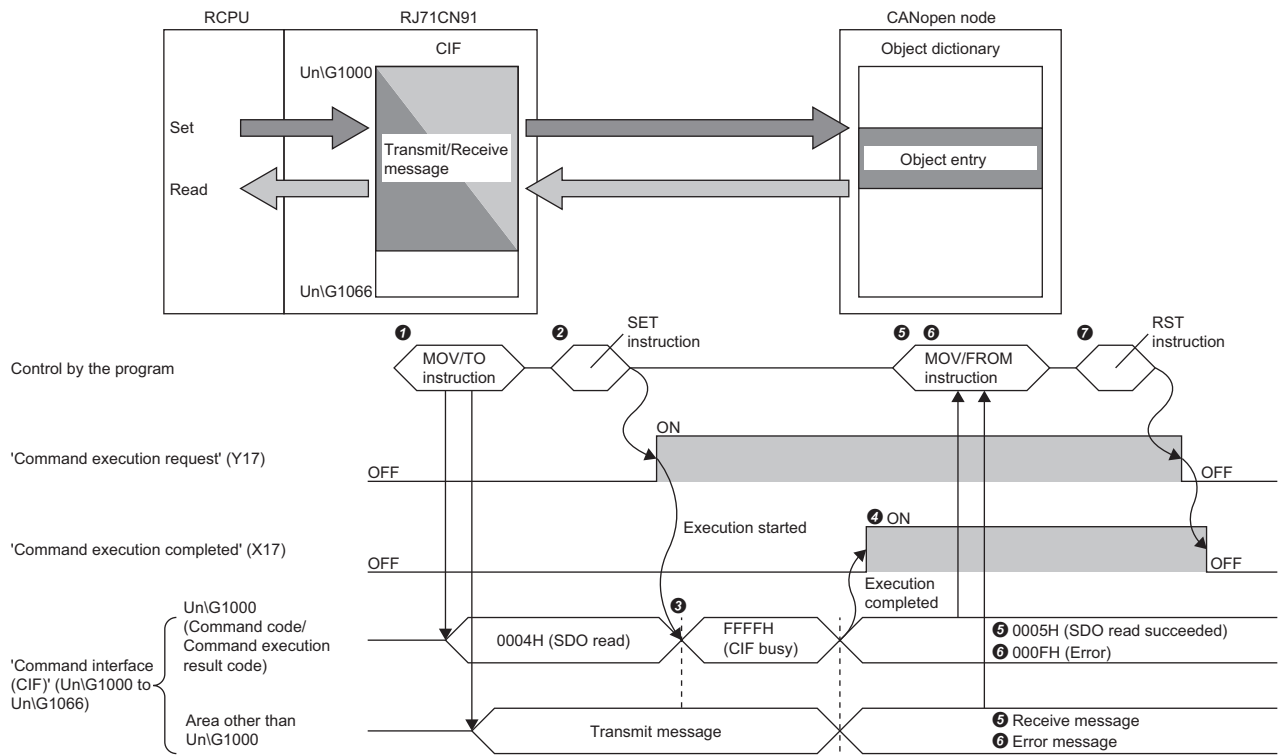 RCPU
RJ71CN91
CANopen node
CIF
Object dictionary
Un\G1000
Set
Transmit/Receive
message
Object entry
Read
Un\G1066
❶
❷
SET
instruction
❺ ❻
❼
RST
instruction
Control by the program
MOV/TO
instruction
MOV/FROM
instruction
ON
'Command execution request' (Y17)
OFF
OFF
Execution started
❹ ON
'Command execution completed' (X17)
OFF
OFF
Execution
completed
❸
'Command interface
(CIF)' (Un\G1000 to
Un\G1066)
Un\G1000
(Command code/
Command execution
result code)
0004H (SDO read)
FFFFH
(CIF busy)
❺ 0005H (SDO read succeeded)
❻ 000FH (Error)
Area other than
Un\G1000
Transmit message
❺ Receive message
❻ Error message